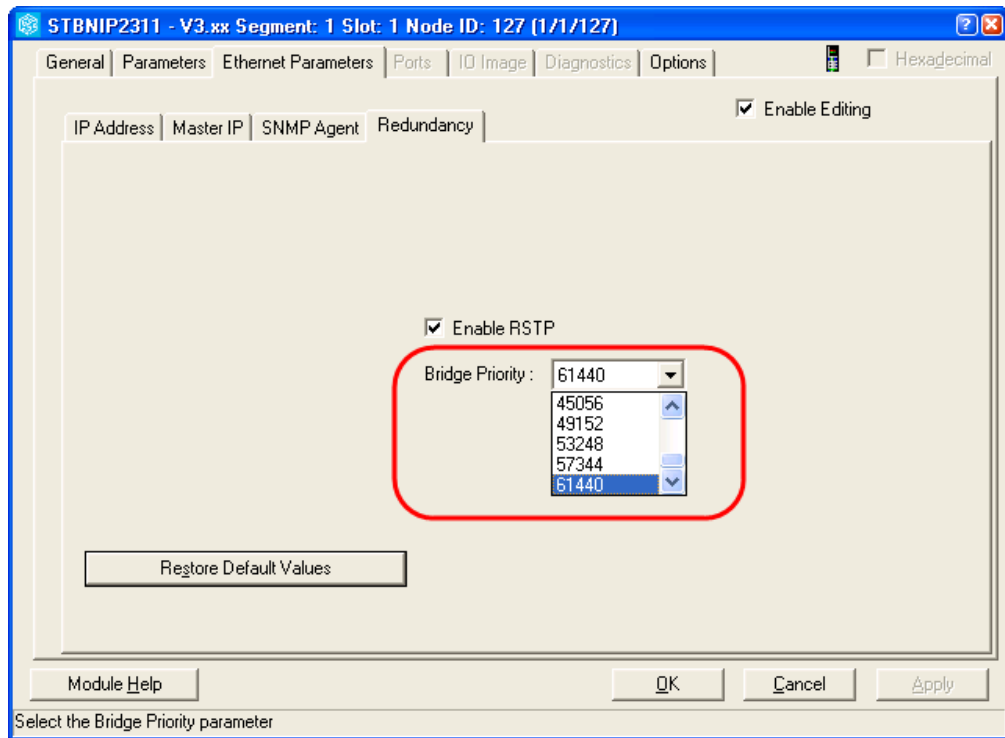 STBNIP2311 - V3.xx Segment: 1 Slot: 1 Node ID: 127 (1/1/127)
General Parameters Ethernet Parameters Ports IO Image Diagnostics Options Hexadecimal
Enable Editing
IP Address Master IP SNMP Agent Redundancy
Enable RSTP
Bridge Priority : 61440
45056
49152
53248
57344
61440
Restore Default Values
Module Help OK Cancel Apply
Select the Bridge Priority parameter